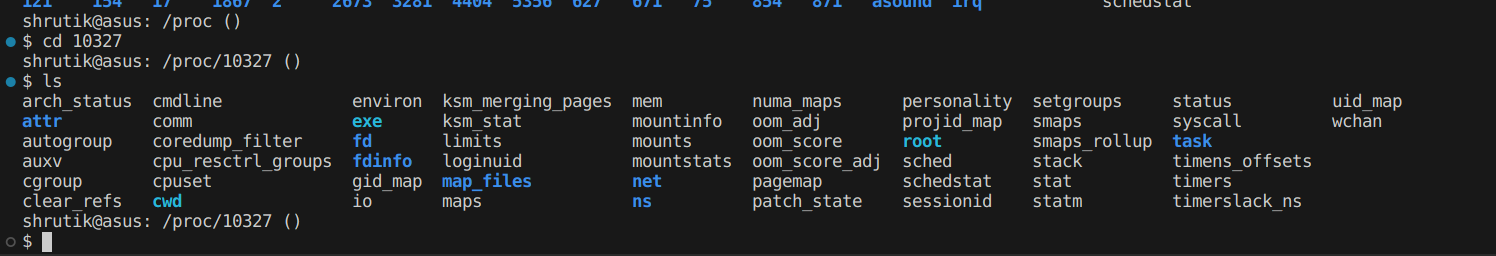 121    154   17    1867  2     2673  3281  4404  5356  627   671   75    854   871   asound  irq               schedstat
shrutik@asus: /proc ()
$ cd 10327
shrutik@asus: /proc/10327 ()
$ ls
arch_status  cmdline             environ  ksm_merging_pages  mem         numa_maps      personality  setgroups     status          uid_map
attr         comm                exe      ksm_stat           mountinfo   oom_adj        projid_map   smaps         syscall         wchan
autogroup    coredump_filter     fd       limits             mounts      oom_score      root         smaps_rollup  task
auxv         cpu_resctrl_groups  fdinfo   loginuid           mountstats  oom_score_adj  sched        stack         timens_offsets
cgroup       cpuset              gid_map  map_files          net         pagemap        schedstat    stat          timers
clear_refs   cwd                 io       maps               ns          patch_state    sessionid    statm         timerslack_ns
shrutik@asus: /proc/10327 ()
$